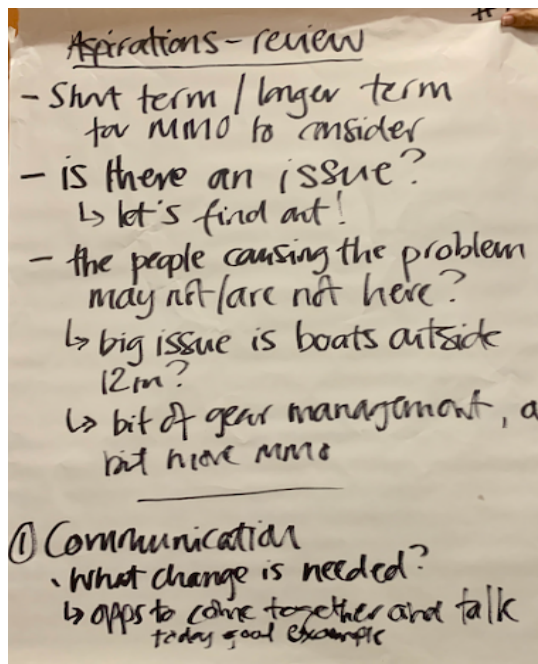 Aspirations - review
- Short term / longer term
for MMO to consider
- is there an issue?
↳ let's find out!
- the people causing the problem
may not/are not here?
↳ big issue is boats outside
12m?
↳ bit of gear management, a
bit more MMO
① Communication
• What change is needed?
↳ opps to come together and talk
today good example